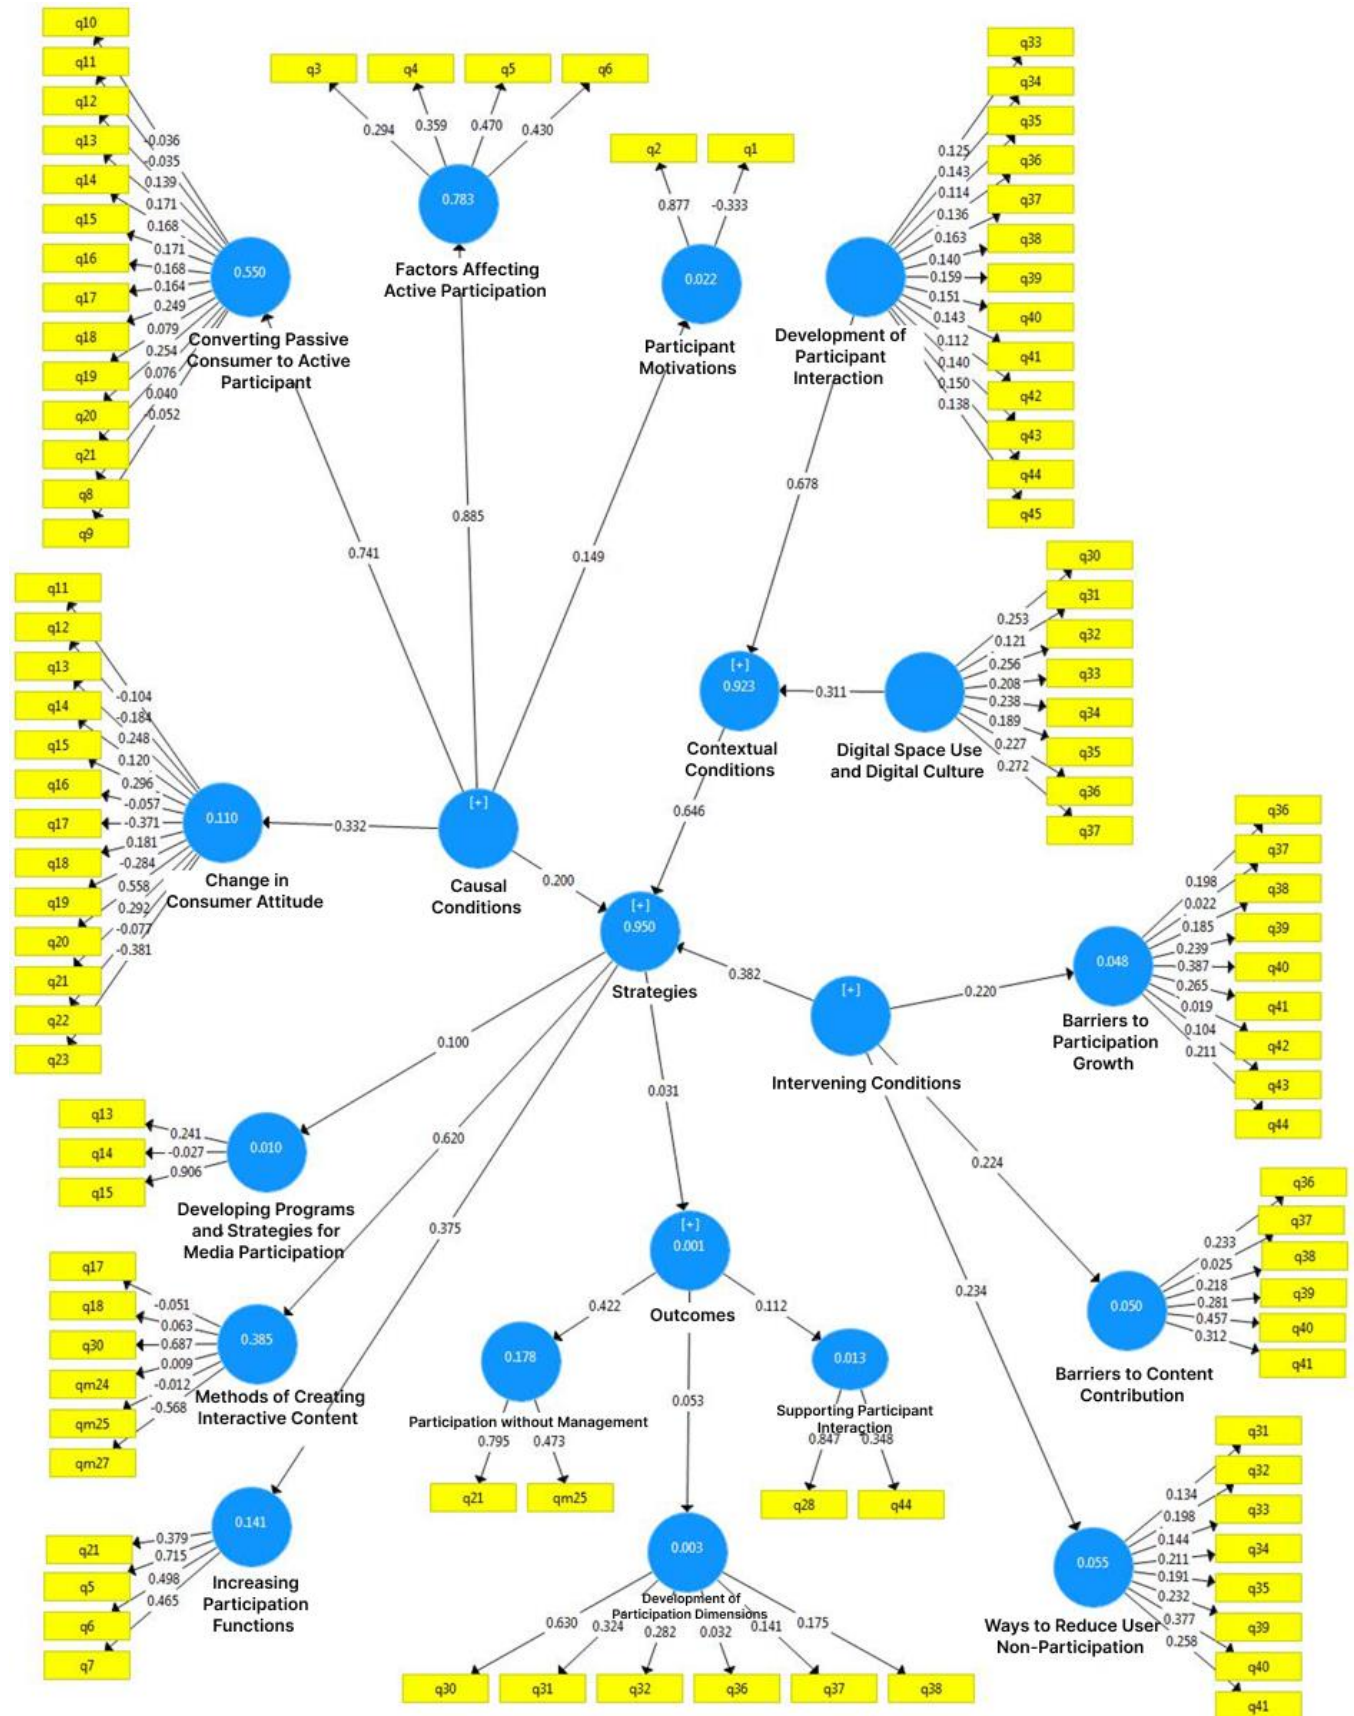 q10
q11
q12
q13
q14
q15
q16
q17
q18
q19
q20
q21
q8
q9
-0.036
-0.035
0.139
0.171
0.168
0.171
0.168
0.164
0.249
0.079
0.254
0.076
0.040
-0.052
0.550
Converting Passive
Consumer to Active
Participant
q3
q4
q5
q6
0.294
0.359
0.470
0.430
0.783
Factors Affecting
Active Participation
q2
q1
0.877
-0.333
0.022
Participant
Motivations
q33
q34
q35
q36
q37
q38
q39
q40
q41
q42
q43
q44
q45
0.125
0.143
0.114
0.136
0.163
0.140
0.159
0.151
0.143
0.112
0.140
0.150
0.138
Development of
Participant
Interaction
0.741
0.885
0.149
0.678
q11
q12
q13
q14
q15
q16
q17
q18
q19
q20
q21
q22
q23
-0.104
-0.184
0.248
0.120
0.296
-0.057
-0.371
0.181
-0.284
0.558
0.292
-0.077
-0.381
0.110
Change in
Consumer Attitude
0.332
[+]
Causal
Conditions
0.200
[+]
0.923
Contextual
Conditions
0.311
Digital Space Use
and Digital Culture
q30
q31
q32
q33
q34
q35
q36
q37
0.253
0.121
0.256
0.208
0.238
0.189
0.227
0.272
0.646
[+]
0.950
Strategies
0.382
[+]
Intervening Conditions
0.220
0.048
Barriers to
Participation
Growth
q36
q37
q38
q39
q40
q41
q42
q43
q44
0.198
0.022
0.185
0.239
0.387
0.265
0.019
0.104
0.211
0.100
0.620
0.375
0.031
0.224
0.234
q13
q14
q15
0.241
-0.027
0.906
0.010
Developing Programs
and Strategies for
Media Participation
q17
q18
q30
qm24
qm25
qm27
-0.051
0.063
0.687
0.009
-0.012
-0.568
0.385
Methods of Creating
Interactive Content
q21
q5
q6
q7
0.379
0.715
0.498
0.465
0.141
Increasing
Participation
Functions
[+]
0.001
Outcomes
0.422
0.112
0.053
0.178
Participation without Management
0.795
0.473
q21
qm25
0.013
Supporting Participant
Interaction
0.847
0.348
q28
q44
0.003
Development of
Participation Dimensions
0.630
0.324
0.282
0.032
0.141
0.175
q30
q31
q32
q36
q37
q38
q36
q37
q38
q39
q40
q41
0.233
0.025
0.218
0.281
0.457
0.312
0.050
Barriers to Content
Contribution
q31
q32
q33
q34
q35
q39
q40
q41
0.134
0.198
0.144
0.211
0.191
0.232
0.377
0.258
0.055
Ways to Reduce User
Non-Participation